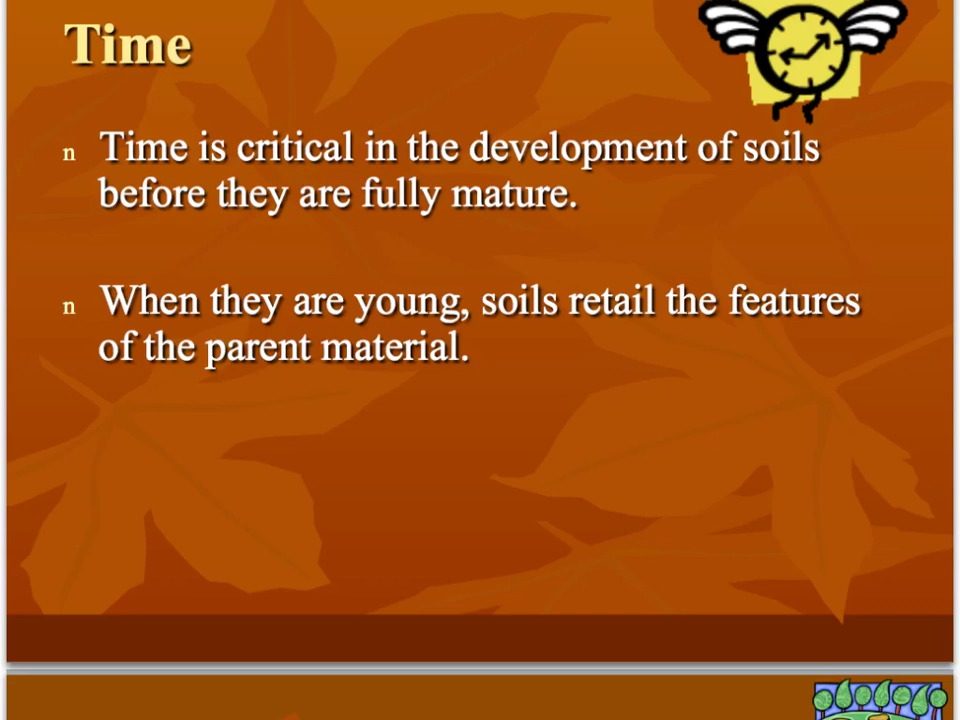 Time
n Time is critical in the development of soils
before they are fully mature.
n When they are young, soils retail the features
of the parent material.